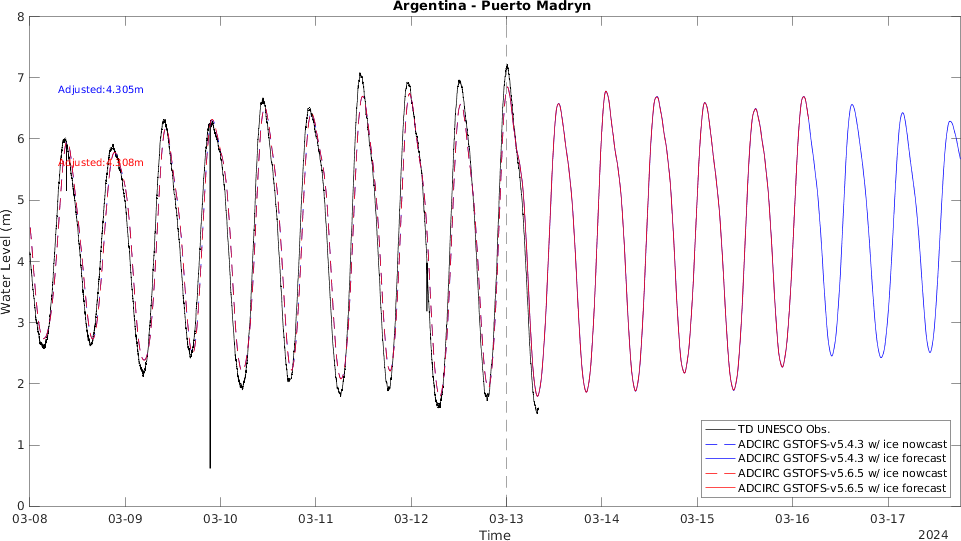 Argentina - Puerto Madryn
8
7
6
5
4
3
2
1
0
Water Level (m)
Adjusted:4.305m
Adjusted:4.308m
TD UNESCO Obs.
ADCIRC GSTOFS-v5.4.3 w/ ice nowcast
ADCIRC GSTOFS-v5.4.3 w/ ice forecast
ADCIRC GSTOFS-v5.6.5 w/ ice nowcast
ADCIRC GSTOFS-v5.6.5 w/ ice forecast
03-08 03-09 03-10 03-11 03-12 03-13 03-14 03-15 03-16 03-17
Time
2024